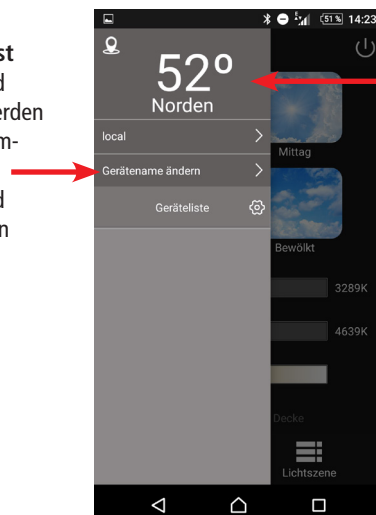 st
d
erden
m-
d
n
51 % 14:23
52°
Norden
local
Gerätename ändern
Geräteliste
Mittag
Bewölkt
3289K
4639K
Decke
Lichtszene